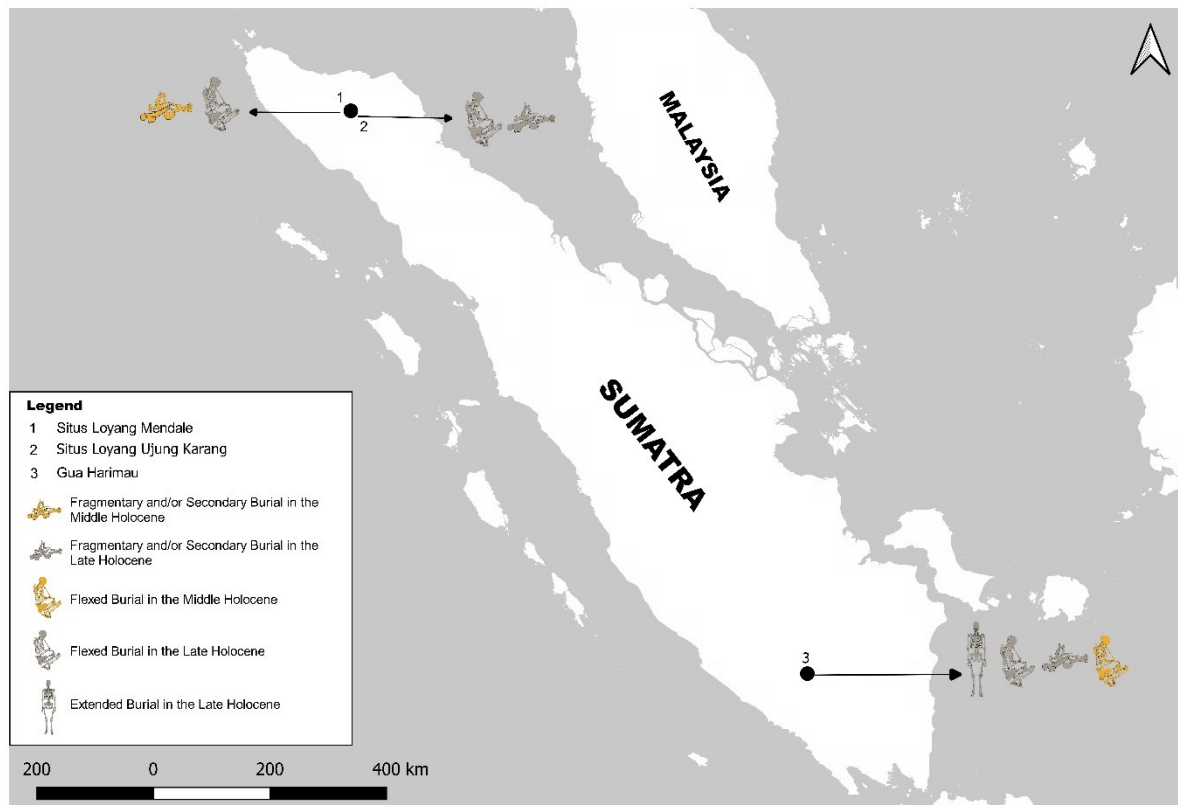 1
2
MALAYSIA
SUMATRA
Legend
1 Situs Loyang Mendale
2 Situs Loyang Ujung Karang
3 Gua Harimau
Fragmentary and/or Secondary Burial in the
Middle Holocene
Fragmentary and/or Secondary Burial in the
Late Holocene
Flexed Burial in the Middle Holocene
Flexed Burial in the Late Holocene
Extended Burial in the Late Holocene
3
200 0 200 400 km